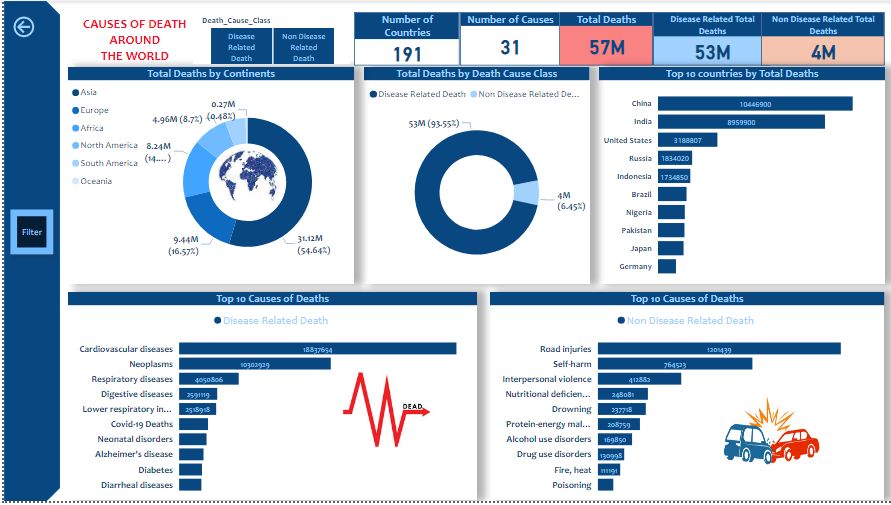 CAUSES OF DEATH
AROUND
THE WORLD
Death_Cause_Class
Disease
Related
Death
Non Disease
Related
Death
Number of
Countries
191
Number of Causes
31
Total Deaths
57M
Disease Related Total
Deaths
53M
Non Disease Related Total
Deaths
4M
Filter
Total Deaths by Continents
Asia
Europe
Africa
North America
South America
Oceania
0.27M
(0.48%)
4.96M (8.7%)
8.24M
(14....)
9.44M
(16.57%)
31.12M
(54.64%)
Total Deaths by Death Cause Class
Disease Related Death
Non Disease Related De...
53M (93.55%)
4M
(6.45%)
Top 10 countries by Total Deaths
China 10446900
India 8959900
United States 3188807
Russia 1834020
Indonesia 1734850
Brazil
Nigeria
Pakistan
Japan
Germany
Top 10 Causes of Deaths
Disease Related Death
Cardiovascular diseases 18837654
Neoplasms 10302929
Respiratory diseases 4050806
Digestive diseases 2591119
Lower respiratory in... 2518918
Covid-19 Deaths
Neonatal disorders
Alzheimer's disease
Diabetes
Diarrheal diseases
DEAD
Top 10 Causes of Deaths
Non Disease Related Death
Road injuries 1201439
Self-harm 764523
Interpersonal violence 412882
Nutritional deficien... 248081
Drowning 237718
Protein-energy mal... 208759
Alcohol use disorders 169850
Drug use disorders 130998
Fire, heat 111191
Poisoning